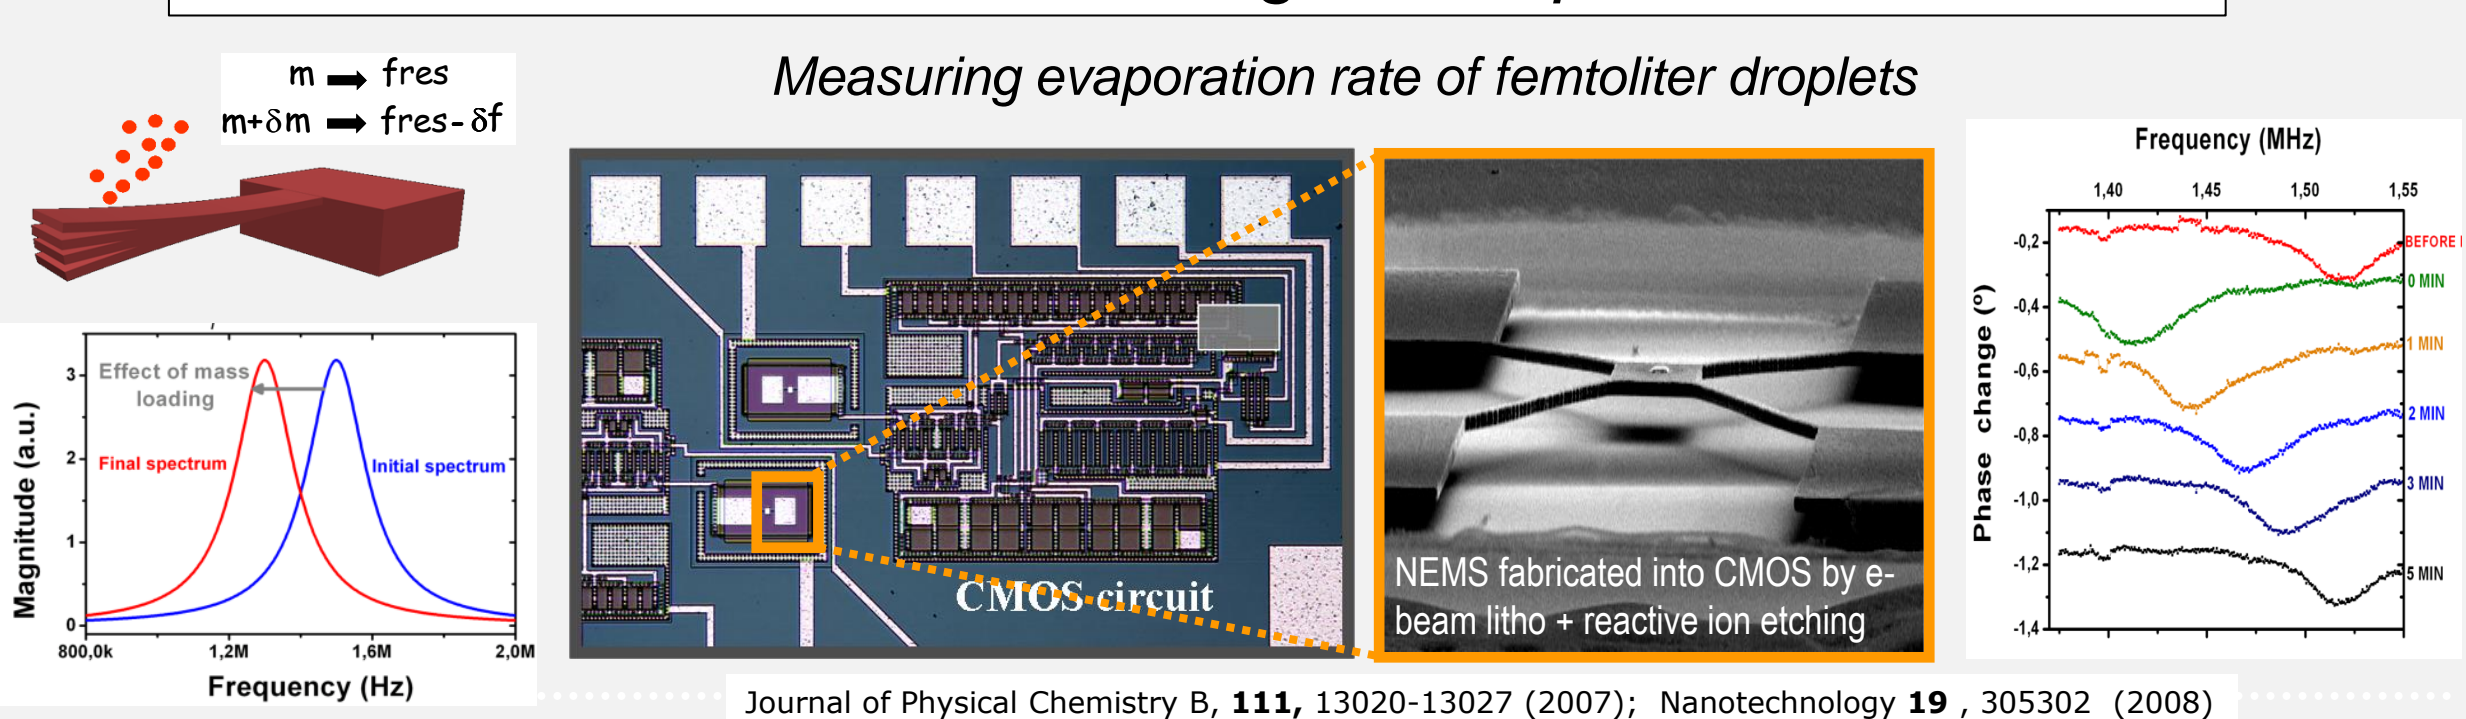 m → fres
m+δm → fres-δf
Measuring evaporation rate of femtoliter droplets
Effect of mass
loading
Final spectrum
Initial spectrum
Magnitude (a.u.)
3
2
1
0
800,0k 1,2M 1,6M 2,0M
Frequency (Hz)
CMOS circuit
NEMS fabricated into CMOS by e-
beam litho + reactive ion etching
Frequency (MHz)
1,40 1,45 1,50 1,55
Phase change (º)
-0,2
-0,4
-0,6
-0,8
-1,0
-1,2
-1,4
BEFORE
0 MIN
1 MIN
2 MIN
3 MIN
5 MIN
Journal of Physical Chemistry B, 111, 13020-13027 (2007); Nanotechnology 19 , 305302 (2008)